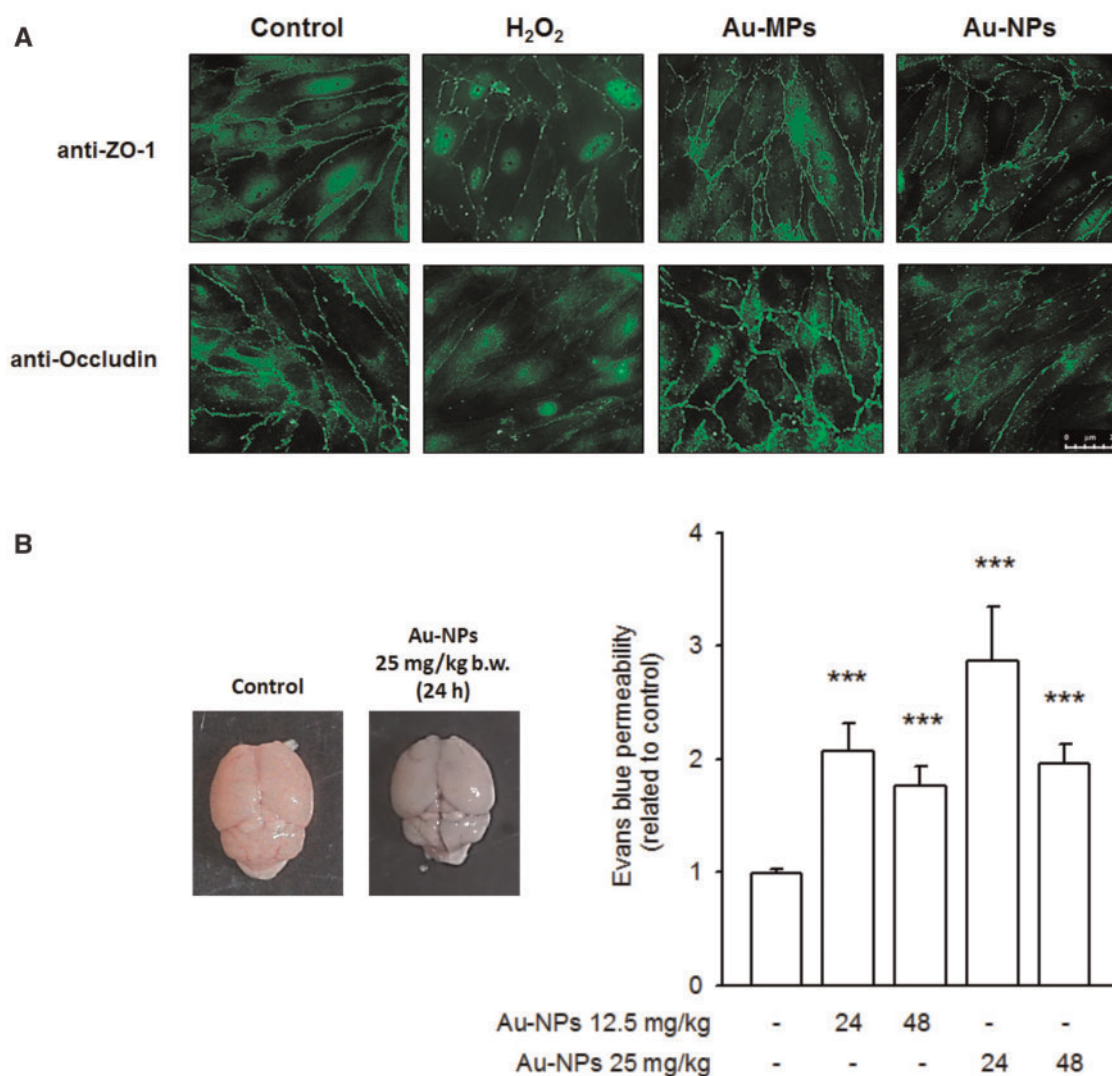 A
Control H₂O₂ Au-MPs Au-NPs
anti-ZO-1
anti-Occludin
0 µm
B
Control
Au-NPs
25 mg/kg b.w.
(24 h)
Evans blue permeability
(related to control)
4
3
2
1
0
***
***
***
***
Au-NPs 12.5 mg/kg - 24 48 - -
Au-NPs 25 mg/kg - - - 24 48